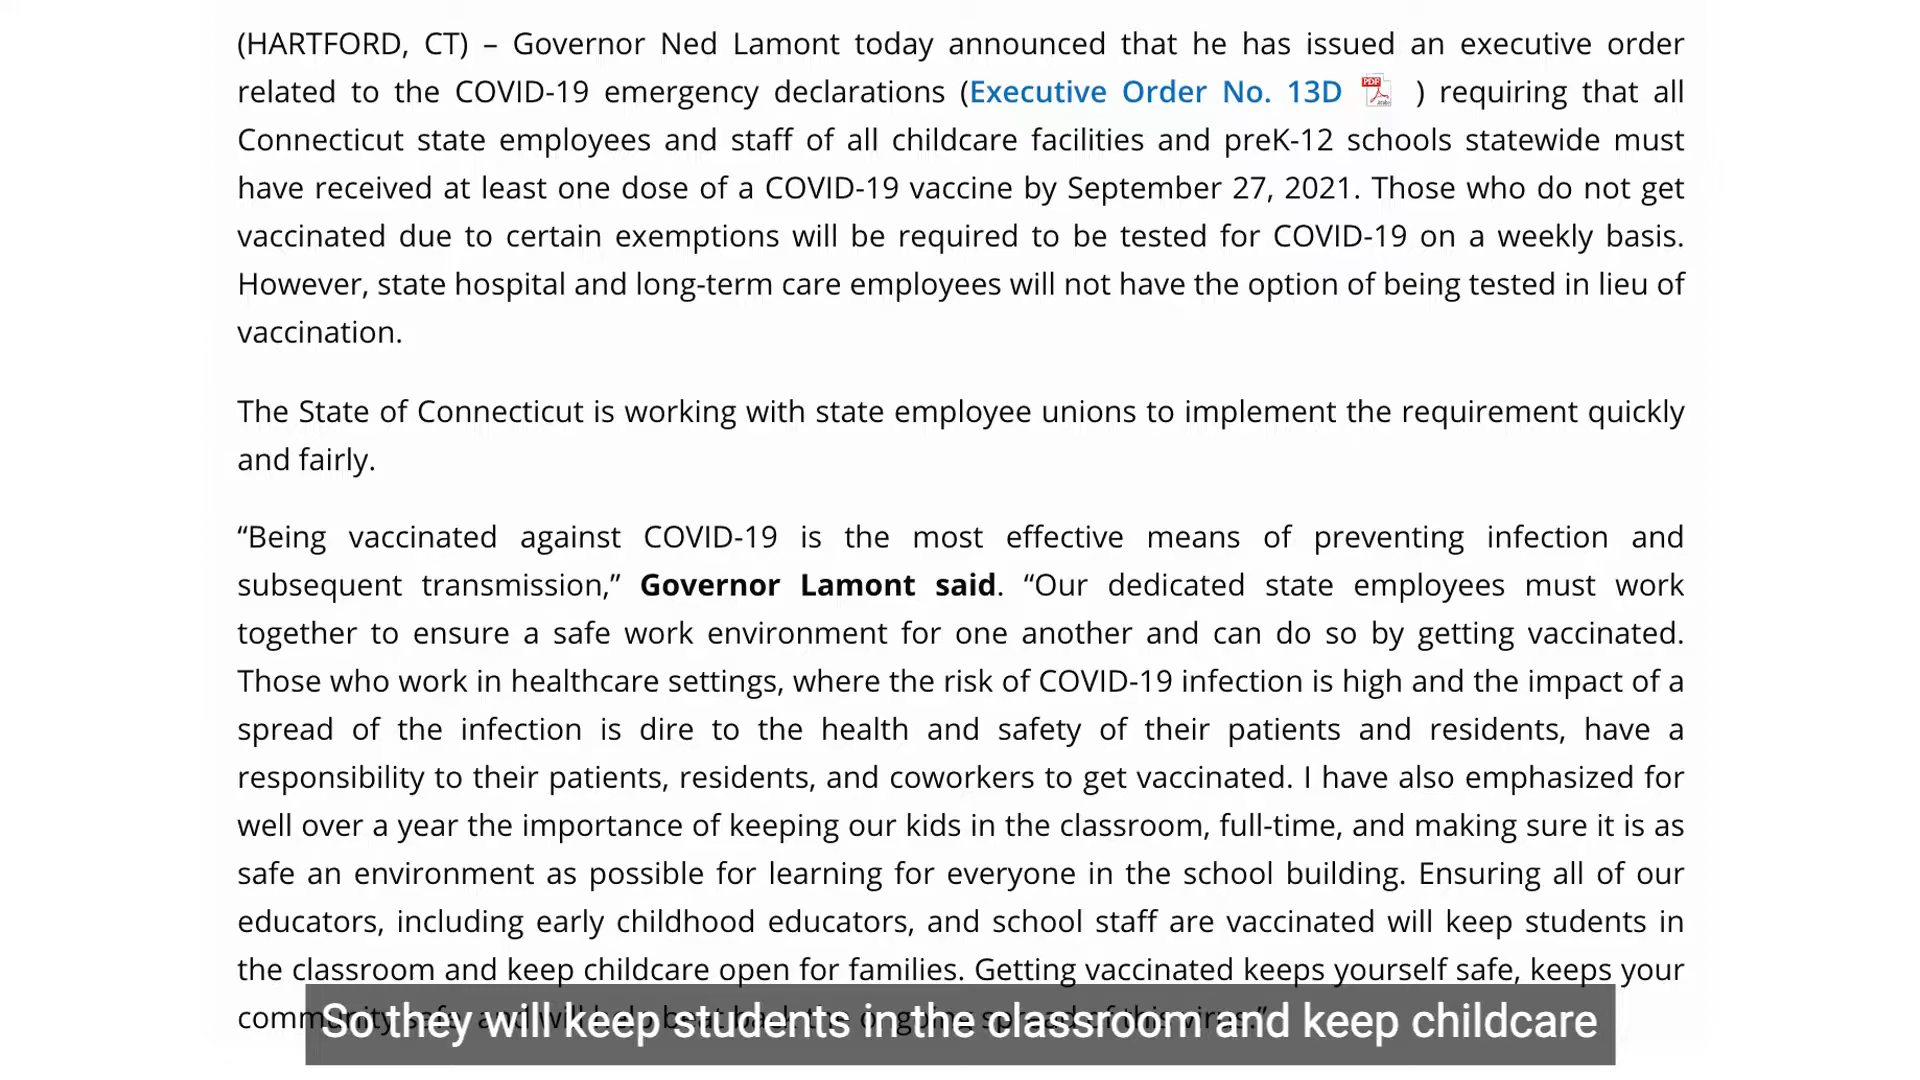 (HARTFORD, CT) – Governor Ned Lamont today announced that he has issued an executive order
related to the COVID-19 emergency declarations (Executive Order No. 13D ) requiring that all
Connecticut state employees and staff of all childcare facilities and preK-12 schools statewide must
have received at least one dose of a COVID-19 vaccine by September 27, 2021. Those who do not get
vaccinated due to certain exemptions will be required to be tested for COVID-19 on a weekly basis.
However, state hospital and long-term care employees will not have the option of being tested in lieu of
vaccination.
The State of Connecticut is working with state employee unions to implement the requirement quickly
and fairly.
“Being vaccinated against COVID-19 is the most effective means of preventing infection and
subsequent transmission,” Governor Lamont said. “Our dedicated state employees must work
together to ensure a safe work environment for one another and can do so by getting vaccinated.
Those who work in healthcare settings, where the risk of COVID-19 infection is high and the impact of a
spread of the infection is dire to the health and safety of their patients and residents, have a
responsibility to their patients, residents, and coworkers to get vaccinated. I have also emphasized for
well over a year the importance of keeping our kids in the classroom, full-time, and making sure it is as
safe an environment as possible for learning for everyone in the school building. Ensuring all of our
educators, including early childhood educators, and school staff are vaccinated will keep students in
the classroom and keep childcare open for families. Getting vaccinated keeps yourself safe, keeps your
So they will keep students in the classroom and keep childcare